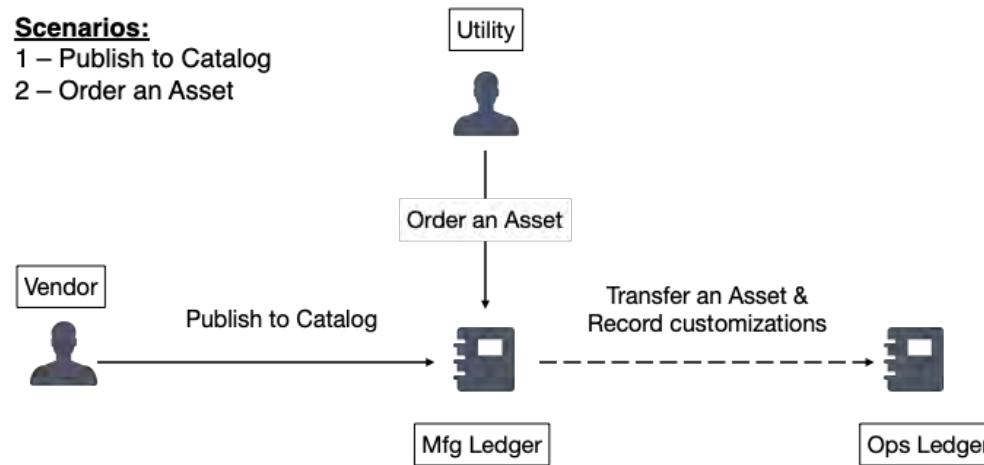 Scenarios:
1 – Publish to Catalog
2 – Order an Asset
Utility
Order an Asset
Vendor
Publish to Catalog
Transfer an Asset &
Record customizations
Mfg Ledger
Ops Ledger